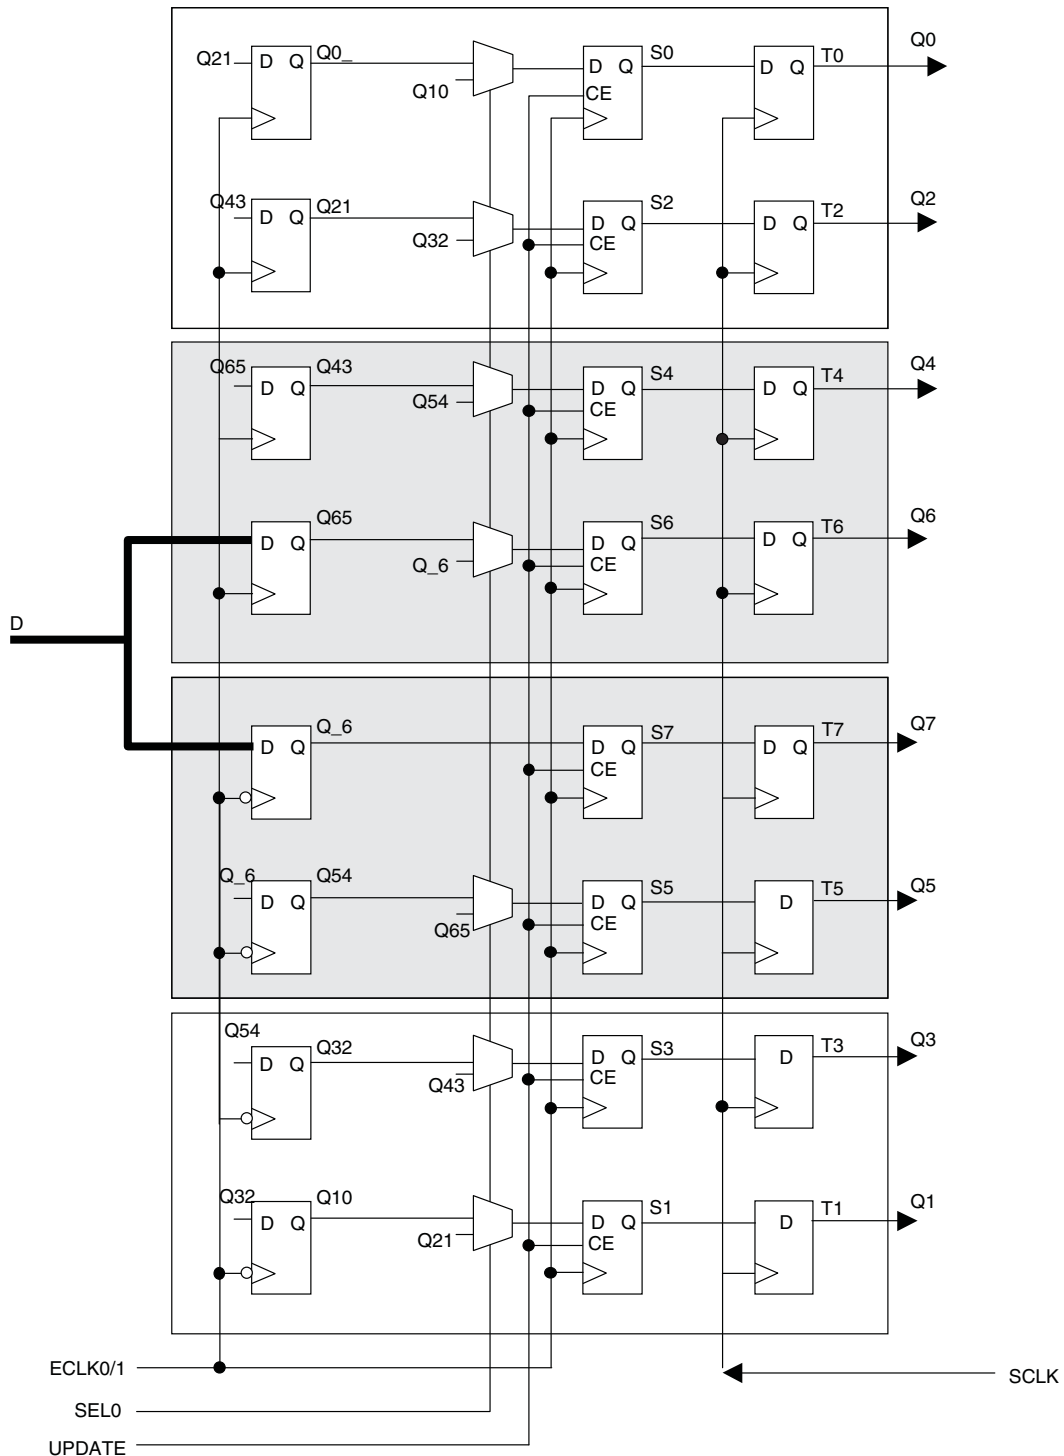 Q0
Q21 D Q Q0_ D Q S0 D Q T0
Q10 CE
Q2
Q43 D Q Q21 D Q S2 D Q T2
Q32 CE
Q4
Q65 D Q Q43 D Q S4 D Q T4
Q54 CE
Q6
D Q Q65 D Q S6 D Q T6
Q_6 CE
D
Q7
D Q Q_6 D Q S7 D Q T7
CE
Q5
Q_6 D Q Q54 D Q S5 D T5
Q65 CE
Q3
Q54 D Q Q32 D Q S3 D T3
Q43 CE
Q1
Q32 D Q Q10 D Q S1 D T1
Q21 CE
ECLK0/1
SCLK
SEL0
UPDATE